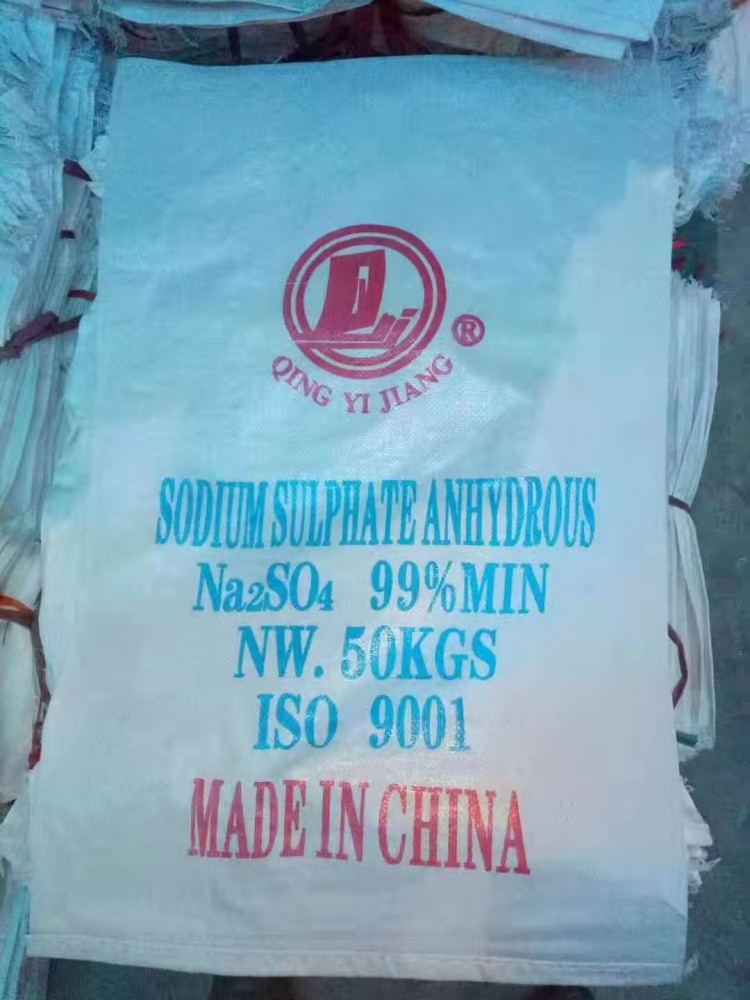 ®
QING YI JIANG
SODIUM SULPHATE ANHYDROUS
Na₂SO₄ 99%MIN
NW. 50KGS
ISO 9001
MADE IN CHINA